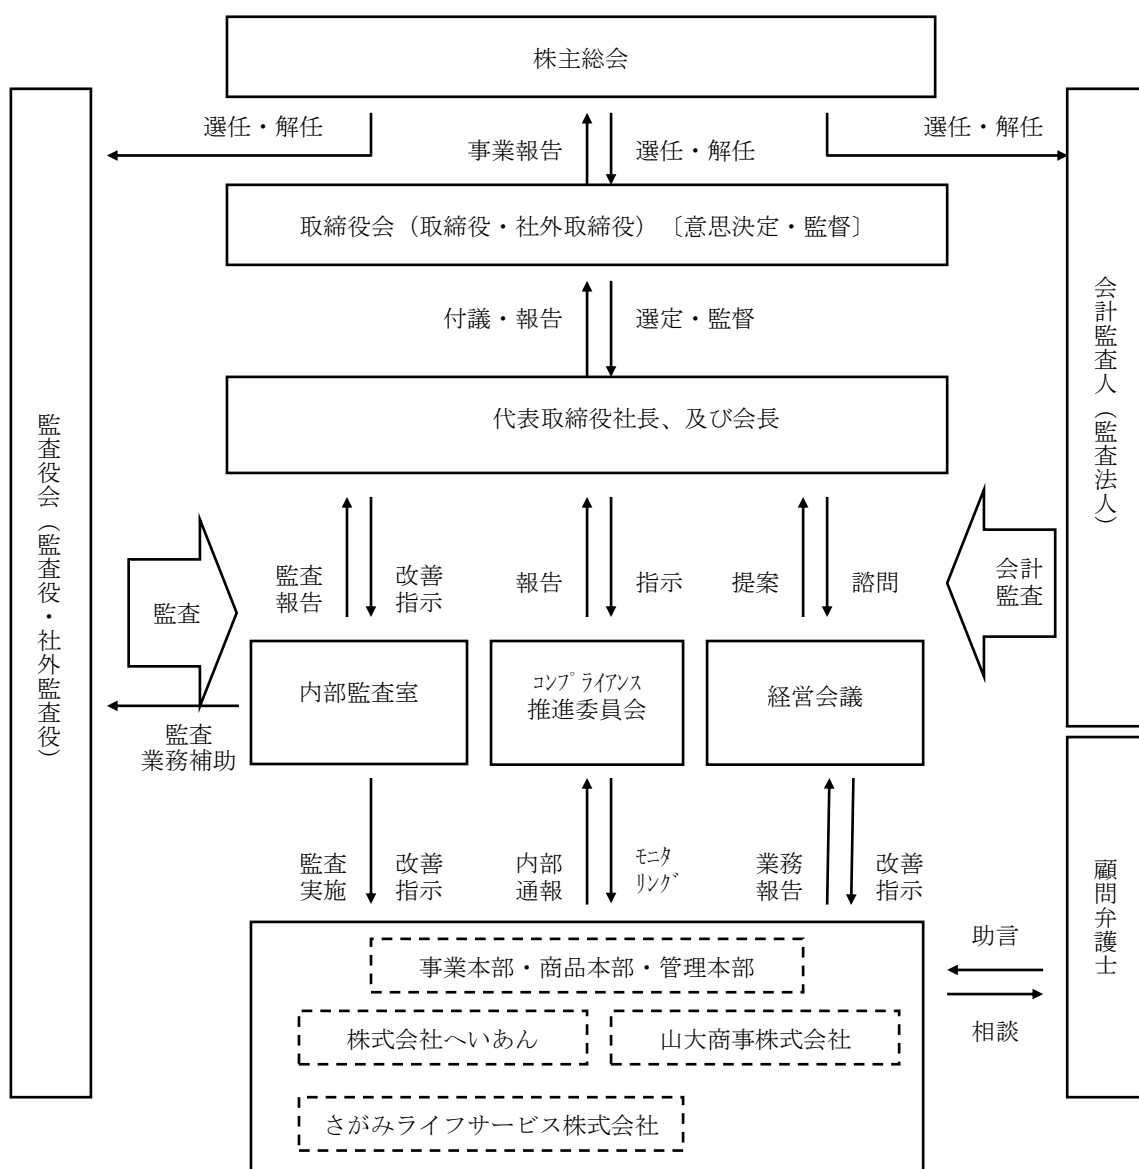 株主総会
選任・解任
事業報告
選任・解任
選任・解任
取締役会（取締役・社外取締役）〔意思決定・監督〕
付議・報告
選定・監督
代表取締役社長、及び会長
監査役会（監査役・社外監査役）
会計監査人（監査法人）
監査
監査
報告
改善
指示
報告
指示
提案
諮問
会計
監査
内部監査室
ｺﾝﾌﾟﾗｲｱﾝｽ
推進委員会
経営会議
監査
業務補助
監査
実施
改善
指示
内部
通報
ﾓﾆﾀ
ﾘﾝｸﾞ
業務
報告
改善
指示
顧問弁護士
助言
相談
事業本部・商品本部・管理本部
株式会社へいあん
山大商事株式会社
さがみライフサービス株式会社